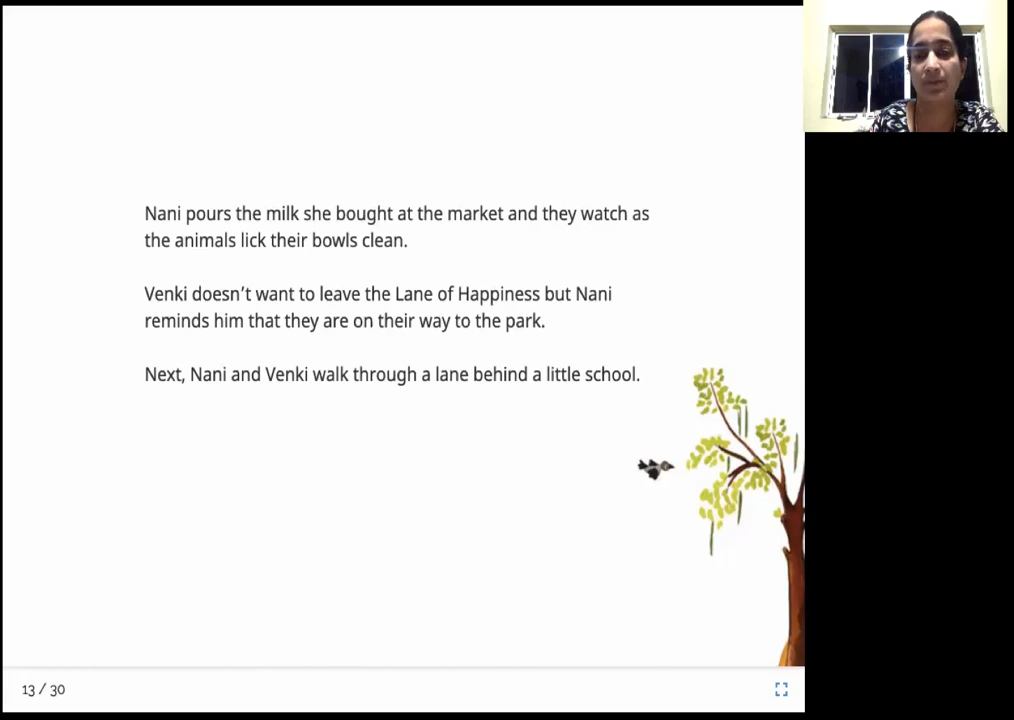 Nani pours the milk she bought at the market and they watch as
the animals lick their bowls clean.
Venki doesn’t want to leave the Lane of Happiness but Nani
reminds him that they are on their way to the park.
Next, Nani and Venki walk through a lane behind a little school.
13 / 30